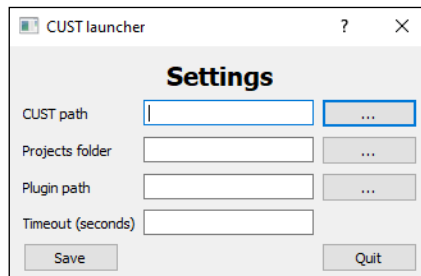 CUST launcher ?
Settings
CUST path ...
Projects folder ...
Plugin path ...
Timeout (seconds)
Save Quit